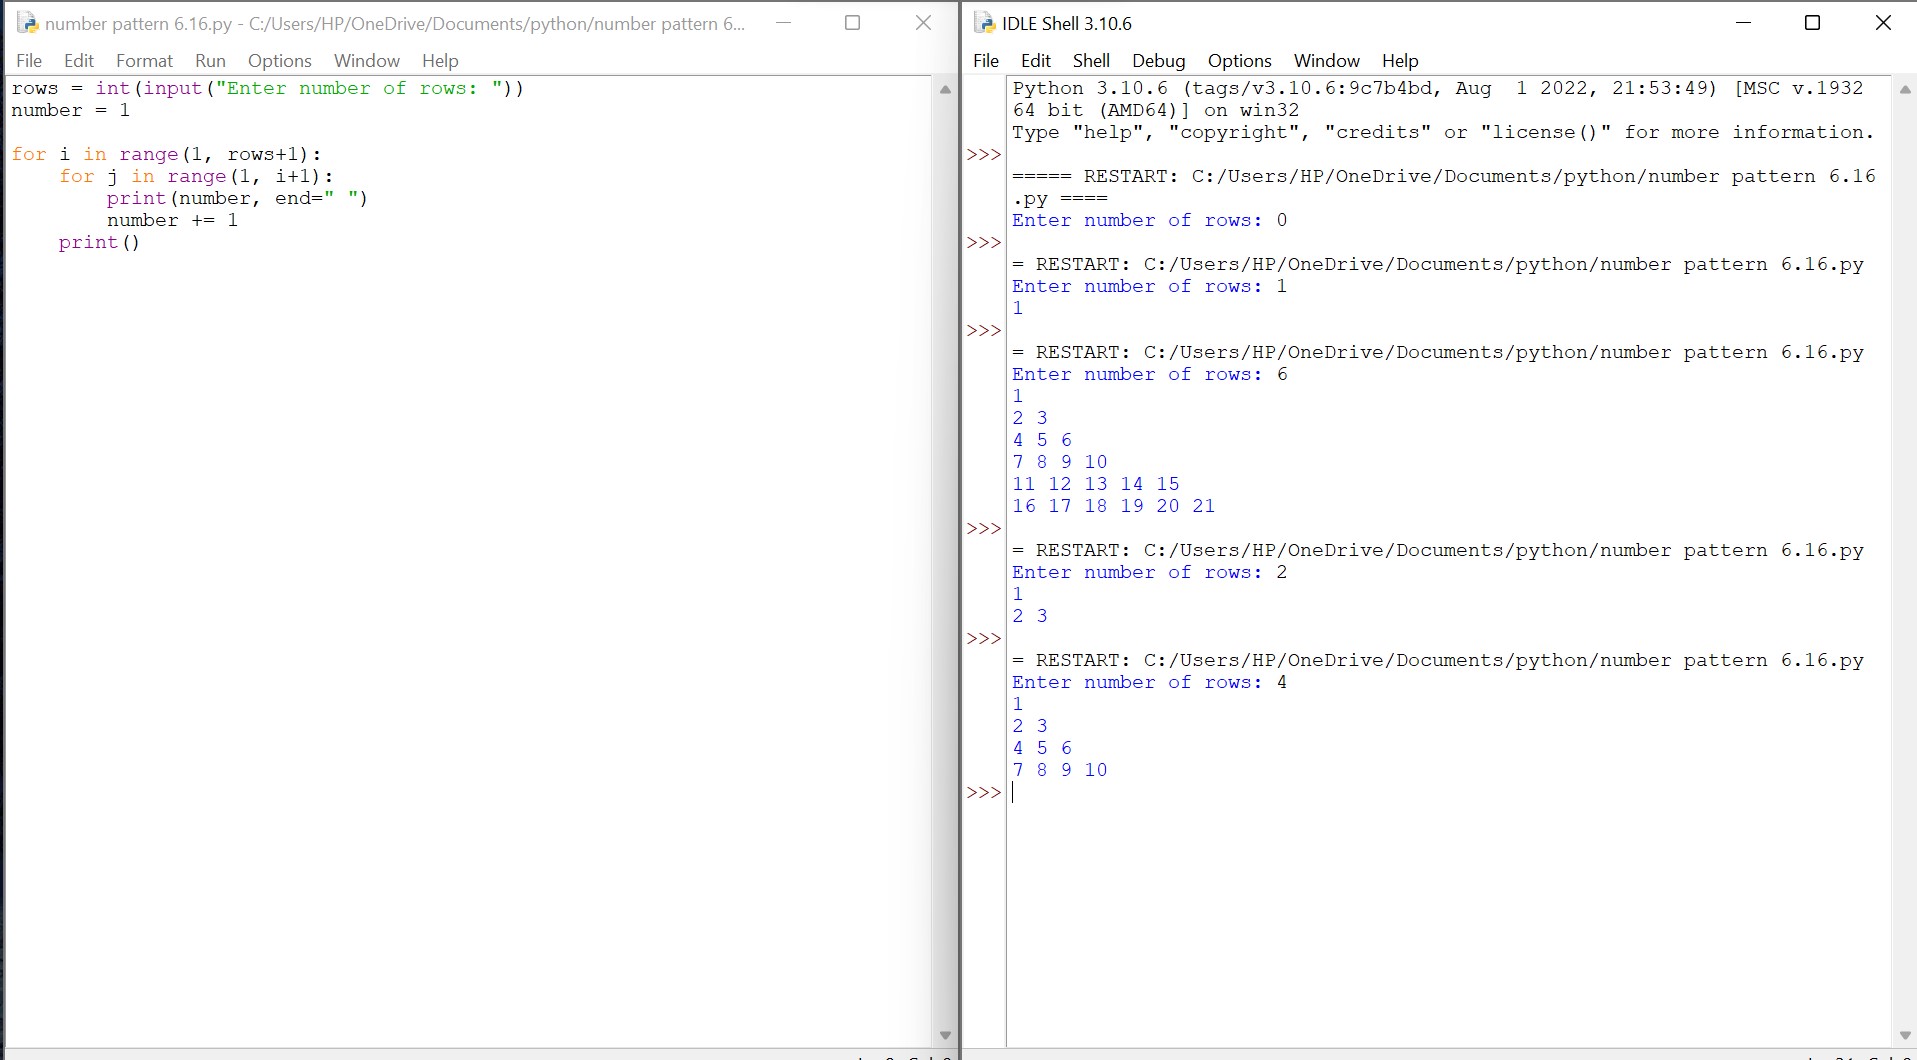 number pattern 6.16.py - C:/Users/HP/OneDrive/Documents/python/number pattern 6...
File Edit Format Run Options Window Help
rows = int(input("Enter number of rows: "))
number = 1
for i in range(1, rows+1):
    for j in range(1, i+1):
        print(number, end=" ")
        number += 1
    print()
IDLE Shell 3.10.6
File Edit Shell Debug Options Window Help
Python 3.10.6 (tags/v3.10.6:9c7b4bd, Aug  1 2022, 21:53:49) [MSC v.1932
64 bit (AMD64)] on win32
Type "help", "copyright", "credits" or "license()" for more information.
>>>
===== RESTART: C:/Users/HP/OneDrive/Documents/python/number pattern 6.16
.py ====
Enter number of rows: 0
>>>
= RESTART: C:/Users/HP/OneDrive/Documents/python/number pattern 6.16.py
Enter number of rows: 1
1
>>>
= RESTART: C:/Users/HP/OneDrive/Documents/python/number pattern 6.16.py
Enter number of rows: 6
1
2 3
4 5 6
7 8 9 10
11 12 13 14 15
16 17 18 19 20 21
>>>
= RESTART: C:/Users/HP/OneDrive/Documents/python/number pattern 6.16.py
Enter number of rows: 2
1
2 3
>>>
= RESTART: C:/Users/HP/OneDrive/Documents/python/number pattern 6.16.py
Enter number of rows: 4
1
2 3
4 5 6
7 8 9 10
>>>